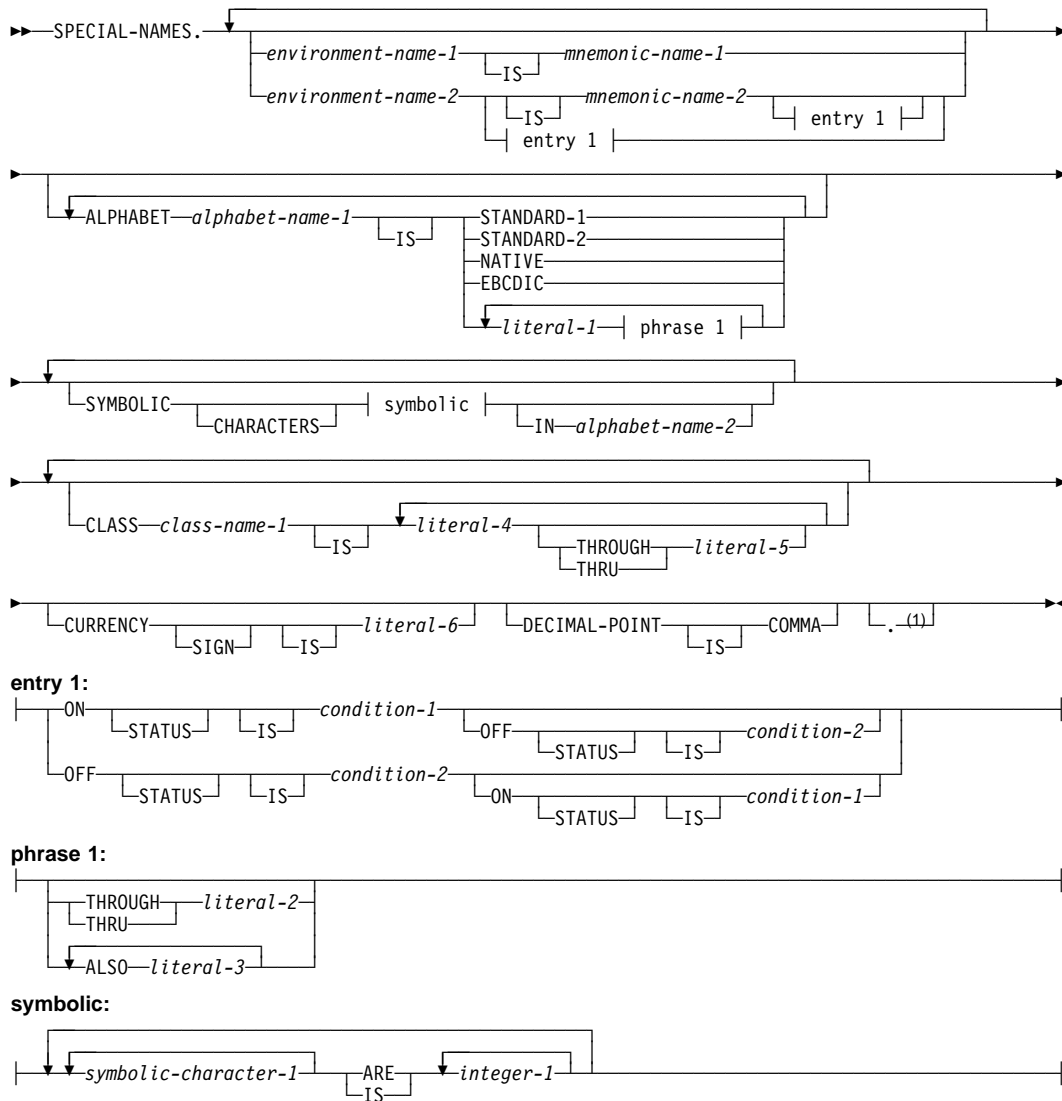 SPECIAL-NAMES.
environment-name-1 IS mnemonic-name-1
environment-name-2 IS mnemonic-name-2 entry 1
entry 1
ALPHABET alphabet-name-1 IS STANDARD-1
STANDARD-2
NATIVE
EBCDIC
literal-1 phrase 1
SYMBOLIC CHARACTERS symbolic IN alphabet-name-2
CLASS class-name-1 IS literal-4 THROUGH literal-5
THRU
CURRENCY SIGN IS literal-6 DECIMAL-POINT IS COMMA . (1)
entry 1:
ON STATUS IS condition-1 OFF STATUS IS condition-2
OFF STATUS IS condition-2 ON STATUS IS condition-1
phrase 1:
THROUGH literal-2
THRU
ALSO literal-3
symbolic:
symbolic-character-1 ARE integer-1
IS